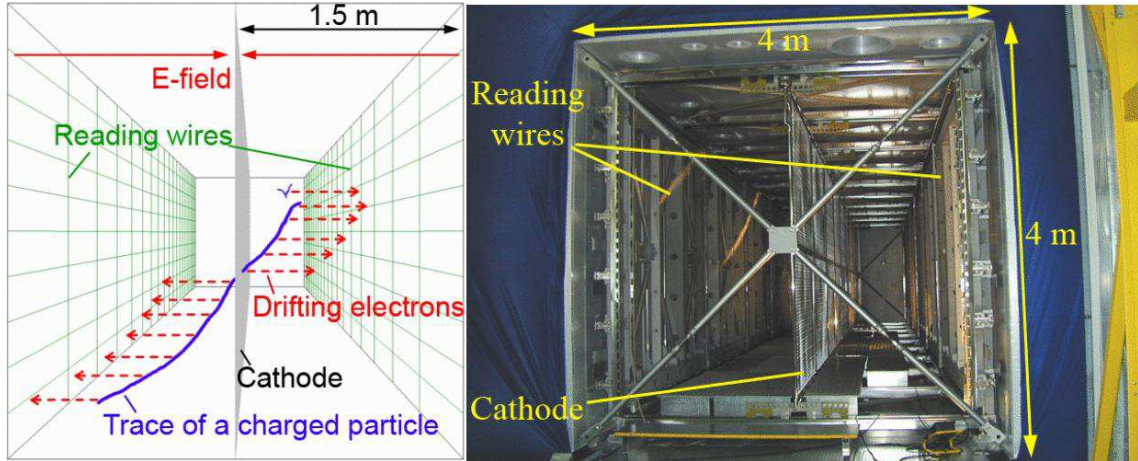 1.5 m
E-field
Reading wires
Drifting electrons
Cathode
Trace of a charged particle
4 m
Reading
wires
4 m
Cathode